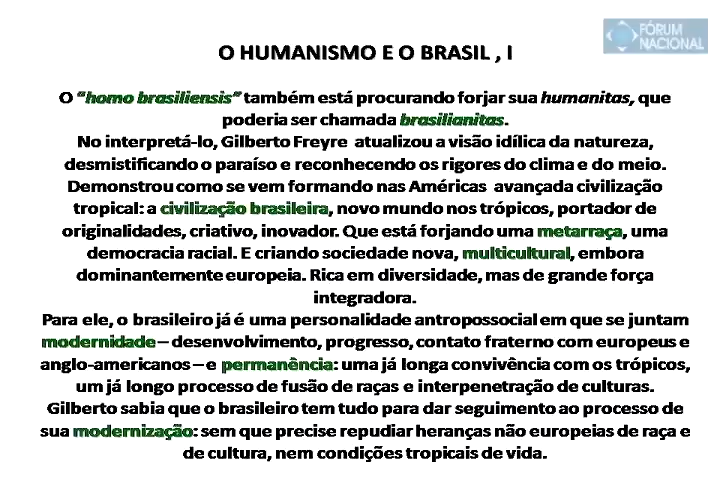 FÓRUM
NACIONAL
O HUMANISMO E O BRASIL , I
O "homo brasiliensis" também está procurando forjar sua humanitas, que
poderia ser chamada brasilianitas.
No interpretá-lo, Gilberto Freyre atualizou a visão idílica da natureza,
desmistificando o paraíso e reconhecendo os rigores do clima e do meio.
Demonstrou como se vem formando nas Américas avançada civilização
tropical: a civilização brasileira, novo mundo nos trópicos, portador de
originalidades, criativo, inovador. Que está forjando uma metarraça, uma
democracia racial. E criando sociedade nova, multicultural, embora
dominantemente europeia. Rica em diversidade, mas de grande força
integradora.
Para ele, o brasileiro já é uma personalidade antropossocial em que se juntam
modernidade – desenvolvimento, progresso, contato fraterno com europeus e
anglo-americanos – e permanência: uma já longa convivência com os trópicos,
um já longo processo de fusão de raças e interpenetração de culturas.
Gilberto sabia que o brasileiro tem tudo para dar seguimento ao processo de
sua modernização: sem que precise repudiar heranças não europeias de raça e
de cultura, nem condições tropicais de vida.